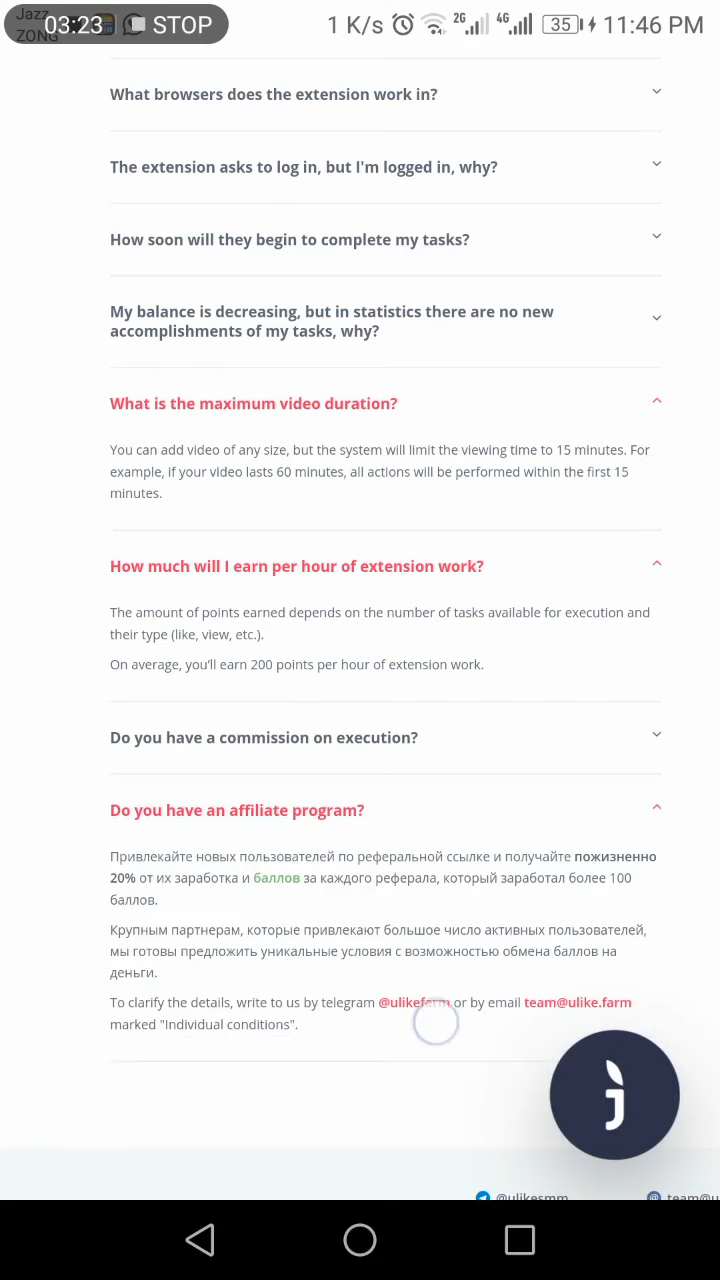 Jazz
ZONG
03:23 STOP
1 K/s 2G 4G 35 11:46 PM
What browsers does the extension work in?
The extension asks to log in, but I'm logged in, why?
How soon will they begin to complete my tasks?
My balance is decreasing, but in statistics there are no new
accomplishments of my tasks, why?
What is the maximum video duration?
You can add video of any size, but the system will limit the viewing time to 15 minutes. For
example, if your video lasts 60 minutes, all actions will be performed within the first 15
minutes.
How much will I earn per hour of extension work?
The amount of points earned depends on the number of tasks available for execution and
their type (like, view, etc.).
On average, you'll earn 200 points per hour of extension work.
Do you have a commission on execution?
Do you have an affiliate program?
Привлекайте новых пользователей по реферальной ссылке и получайте пожизненно
20% от их заработка и баллов за каждого реферала, который заработал более 100
баллов.
Крупным партнерам, которые привлекают большое число активных пользователей,
мы готовы предложить уникальные условия с возможностью обмена баллов на
деньги.
To clarify the details, write to us by telegram @ulikefarm or by email team@ulike.farm
marked "Individual conditions".
@ulikesmm